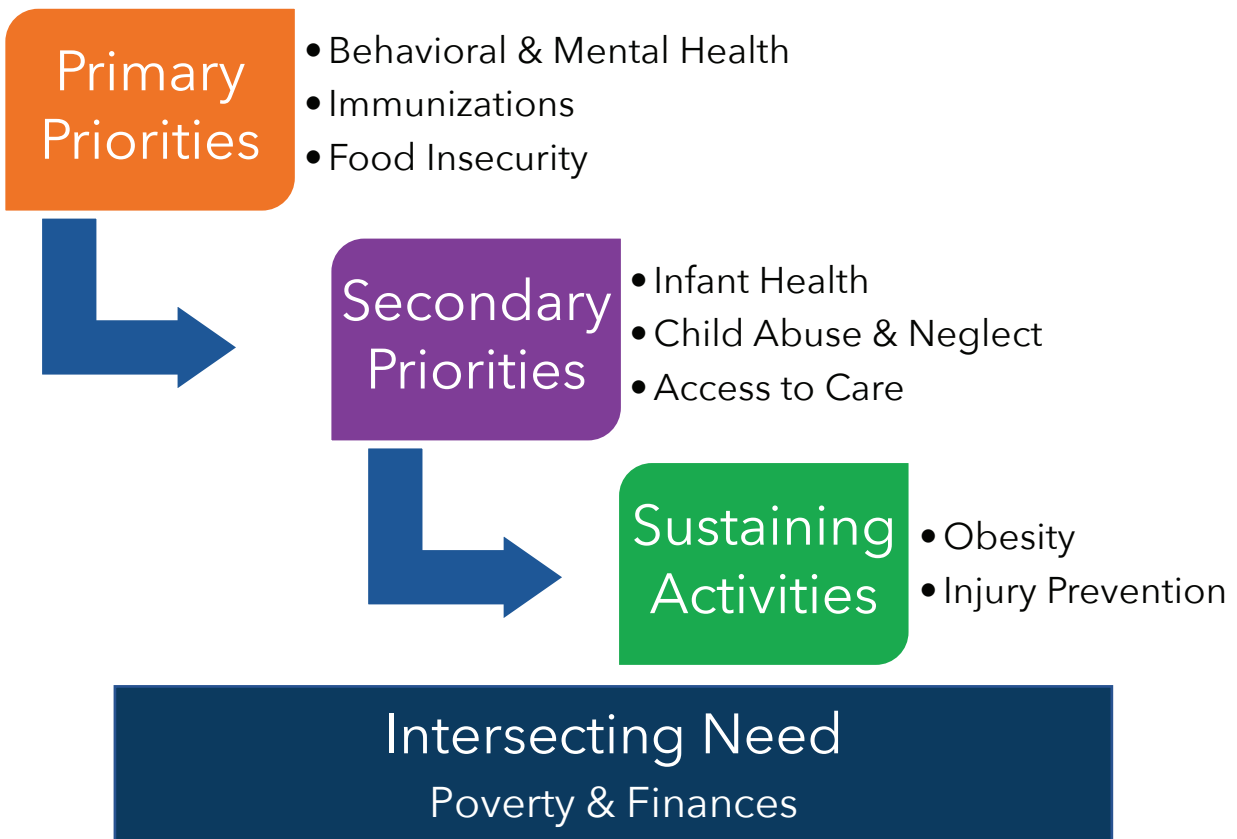 Primary
Priorities
•Behavioral & Mental Health
•Immunizations
•Food Insecurity
Secondary
Priorities
•Infant Health
•Child Abuse & Neglect
•Access to Care
Sustaining
Activities
•Obesity
•Injury Prevention
Intersecting Need
Poverty & Finances